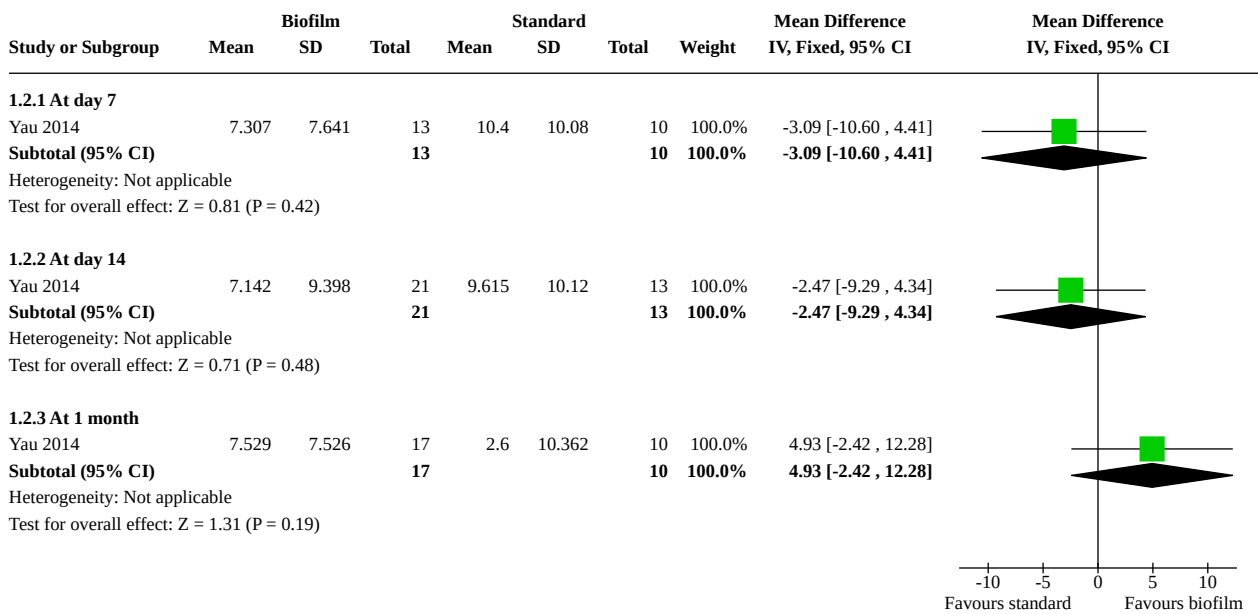 Biofilm Standard Mean Difference Mean Difference
Study or Subgroup Mean SD Total Mean SD Total Weight IV, Fixed, 95% CI IV, Fixed, 95% CI
1.2.1 At day 7
Yau 2014 7.307 7.641 13 10.4 10.08 10 100.0% -3.09 [-10.60 , 4.41]
Subtotal (95% CI) 13 10 100.0% -3.09 [-10.60 , 4.41]
Heterogeneity: Not applicable
Test for overall effect: Z = 0.81 (P = 0.42)
1.2.2 At day 14
Yau 2014 7.142 9.398 21 9.615 10.12 13 100.0% -2.47 [-9.29 , 4.34]
Subtotal (95% CI) 21 13 100.0% -2.47 [-9.29 , 4.34]
Heterogeneity: Not applicable
Test for overall effect: Z = 0.71 (P = 0.48)
1.2.3 At 1 month
Yau 2014 7.529 7.526 17 2.6 10.362 10 100.0% 4.93 [-2.42 , 12.28]
Subtotal (95% CI) 17 10 100.0% 4.93 [-2.42 , 12.28]
Heterogeneity: Not applicable
Test for overall effect: Z = 1.31 (P = 0.19)
-10 -5 0 5 10
Favours standard Favours biofilm